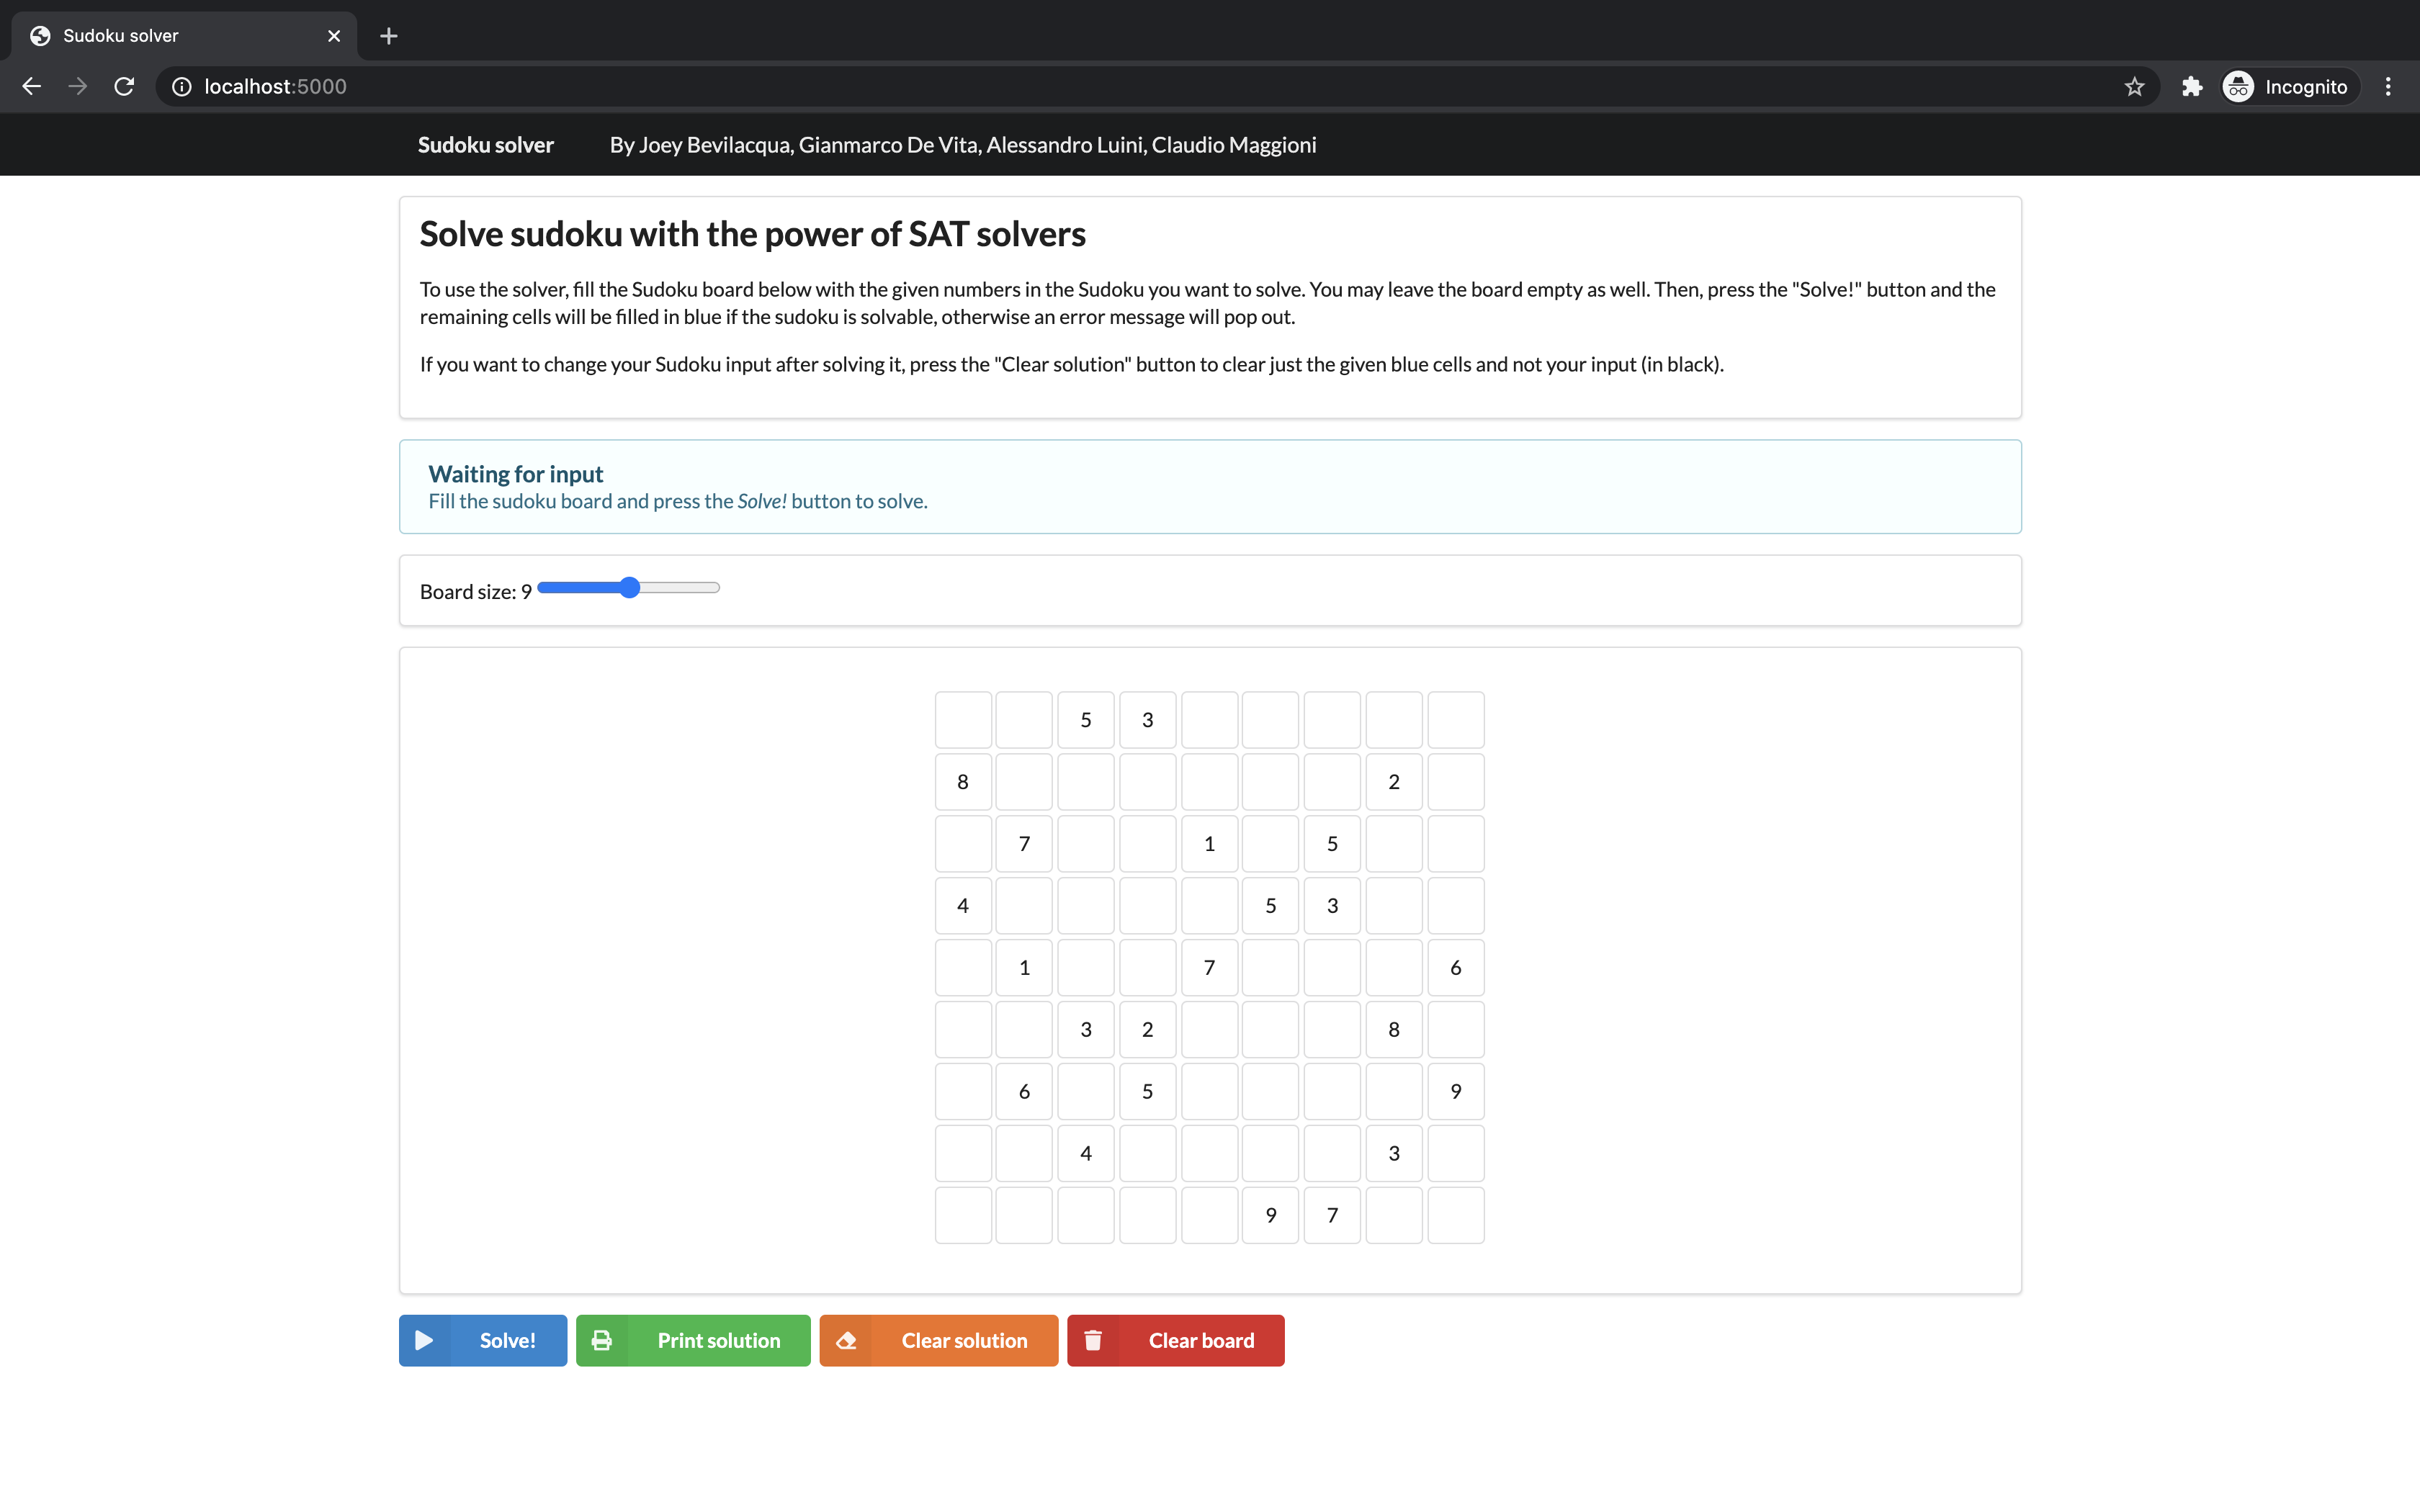 Sudoku solver
localhost:5000
Incognito
Sudoku solver By Joey Bevilacqua, Gianmarco De Vita, Alessandro Luini, Claudio Maggioni
Solve sudoku with the power of SAT solvers
To use the solver, fill the Sudoku board below with the given numbers in the Sudoku you want to solve. You may leave the board empty as well. Then, press the "Solve!" button and the
remaining cells will be filled in blue if the sudoku is solvable, otherwise an error message will pop out.
If you want to change your Sudoku input after solving it, press the "Clear solution" button to clear just the given blue cells and not your input (in black).
Waiting for input
Fill the sudoku board and press the Solve! button to solve.
Board size: 9
5 3
8 2
7 1 5
4 5 3
1 7 6
3 2 8
6 5 9
4 3
9 7
Solve! Print solution Clear solution Clear board